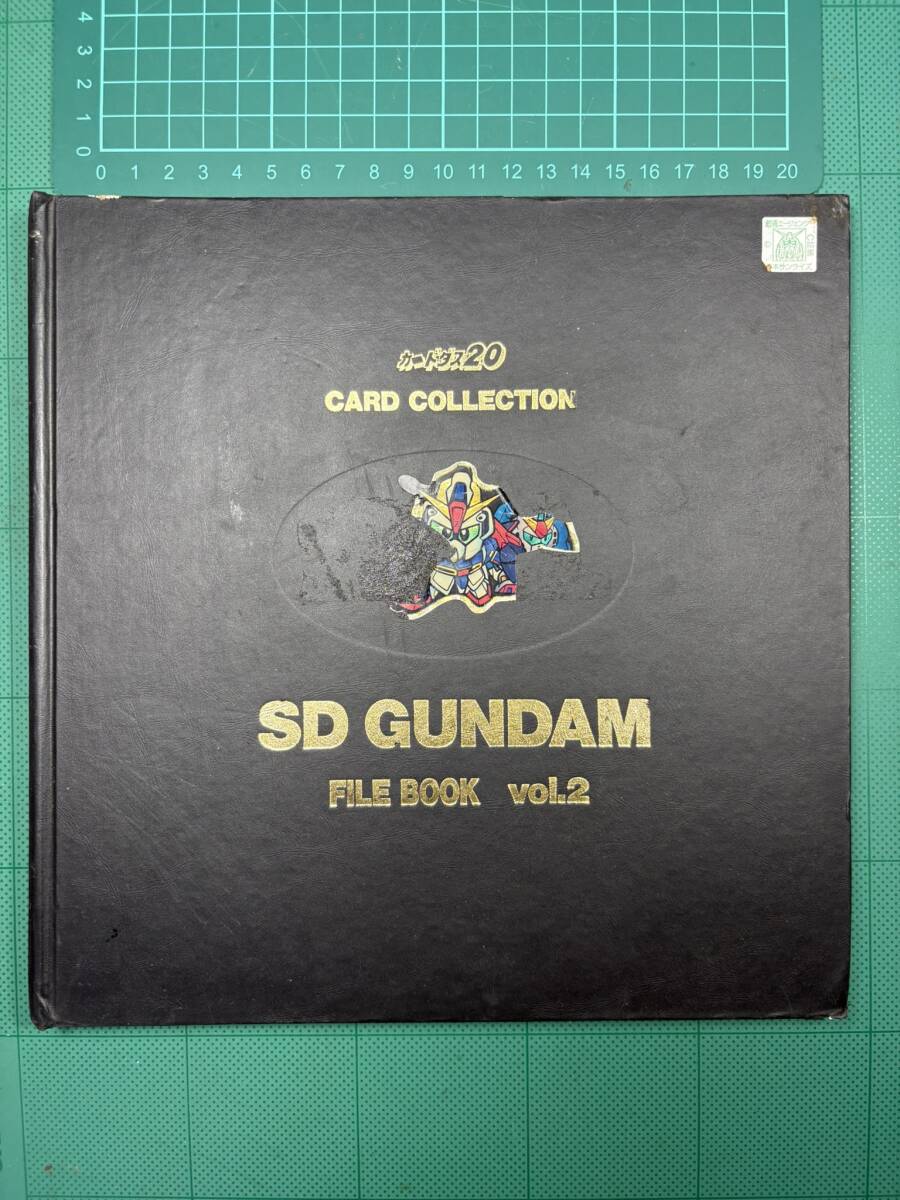 4
3
2
1
0
0 1 2 3 4 5 6 7 8 9 10 11 12 13 14 15 16 17 18 19 20
カードダス20
CARD COLLECTION
SD GUNDAM
FILE BOOK vol.2